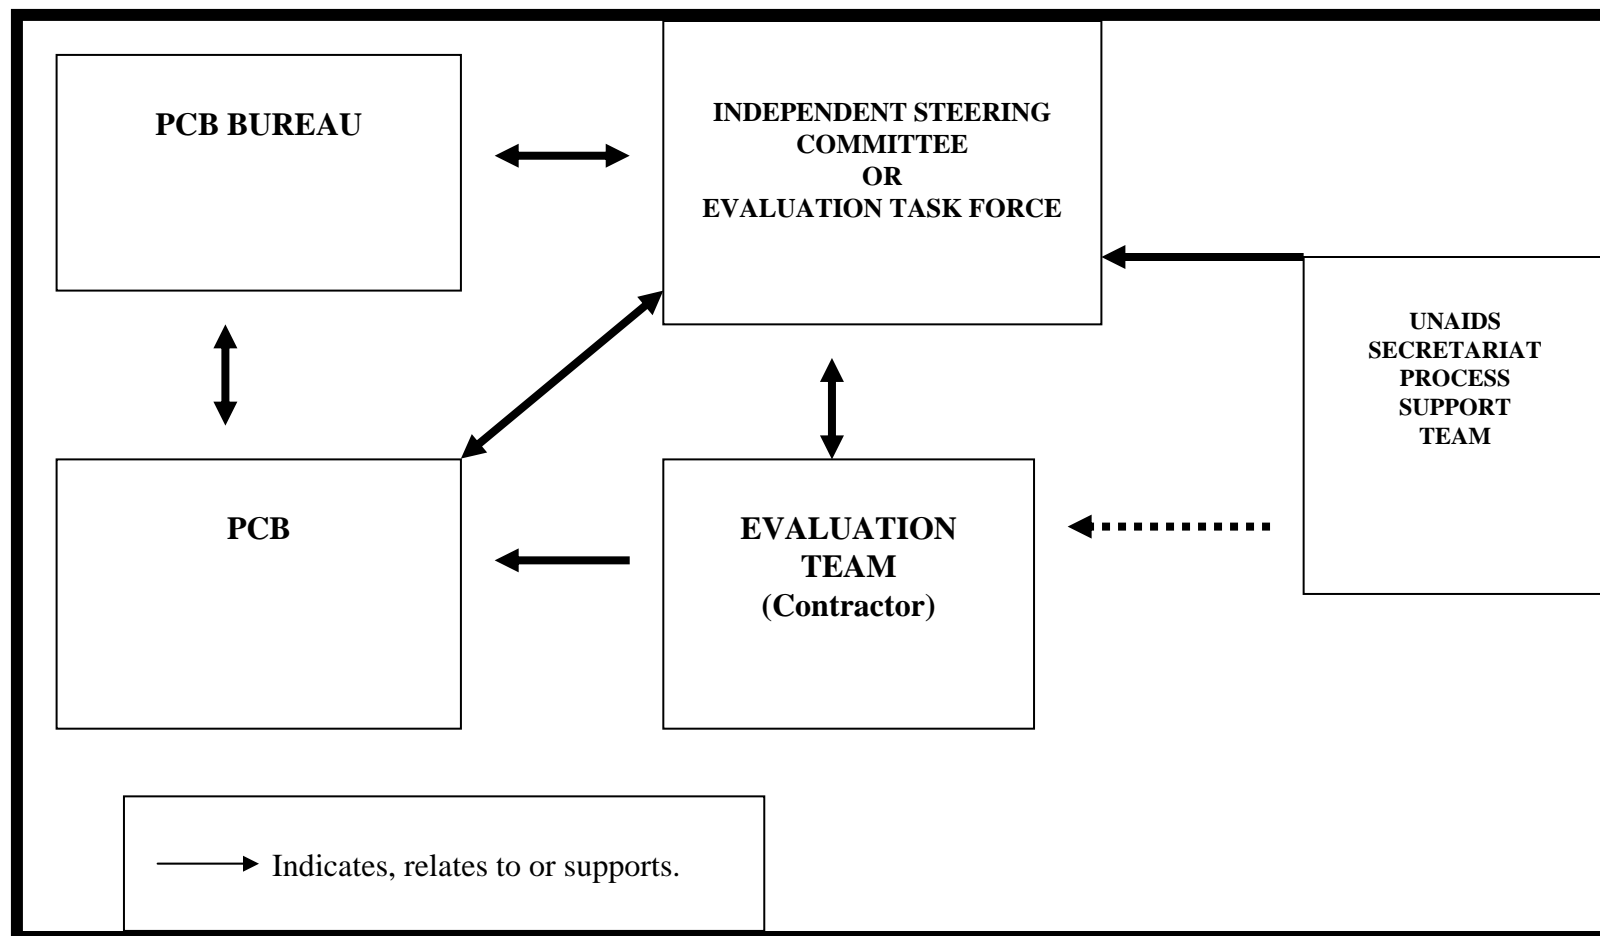 PCB BUREAU
INDEPENDENT STEERING
COMMITTEE
OR
EVALUATION TASK FORCE
UNAIDS
SECRETARIAT
PROCESS
SUPPORT
TEAM
PCB
EVALUATION
TEAM
(Contractor)
Indicates, relates to or supports.